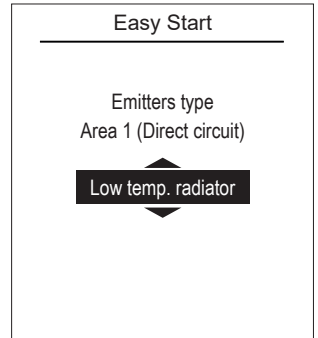 Easy Start
Emitters type
Area 1 (Direct circuit)
Low temp. radiator